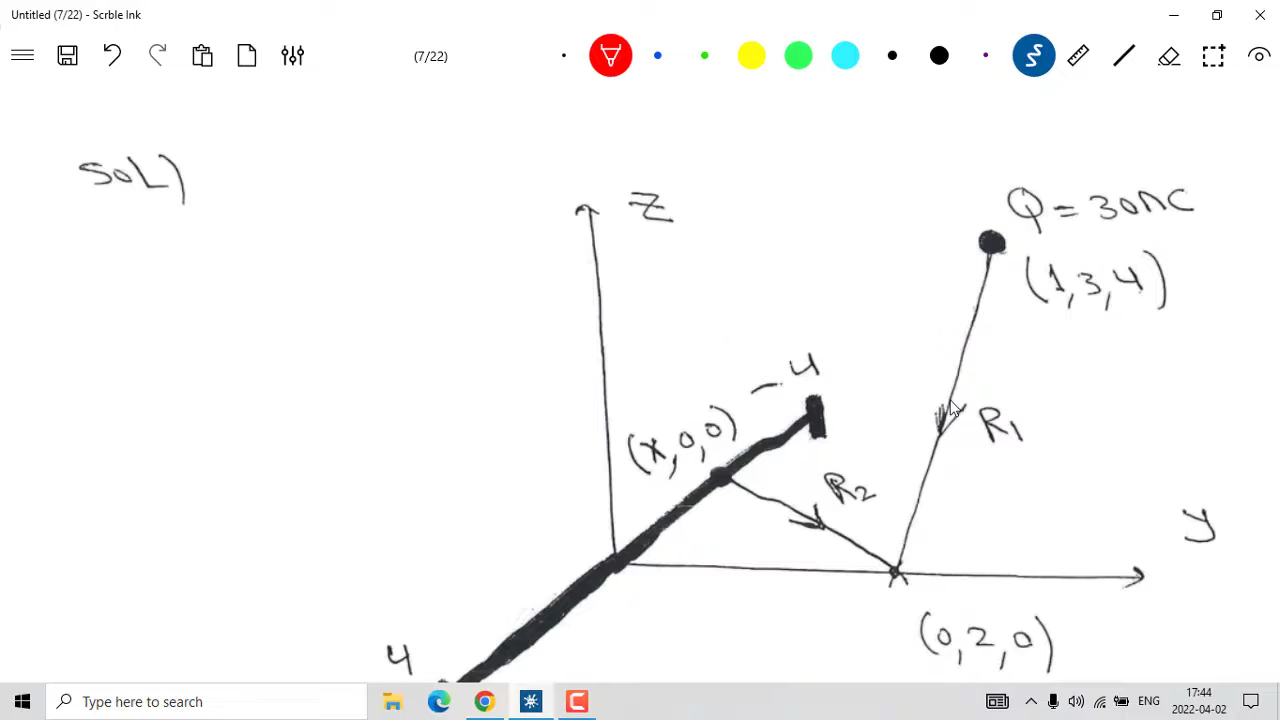 Untitled (7/22) - Scrble Ink
(7/22)
SOL)
Z
Q = 30nC
(1,3,4)
-4
(x,0,0)
R1
R2
y
(0,2,0)
4
Type here to search
ENG
17:44
2022-04-02